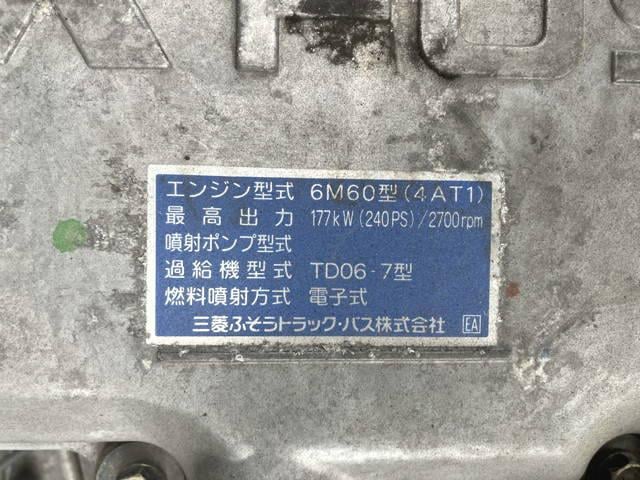 エンジン型式 6M60型(4AT1)
最高出力 177kW(240PS)/2700rpm
噴射ポンプ型式
過給機型式 TD06-7型
燃料噴射方式 電子式
三菱ふそうトラック・バス株式会社 EA